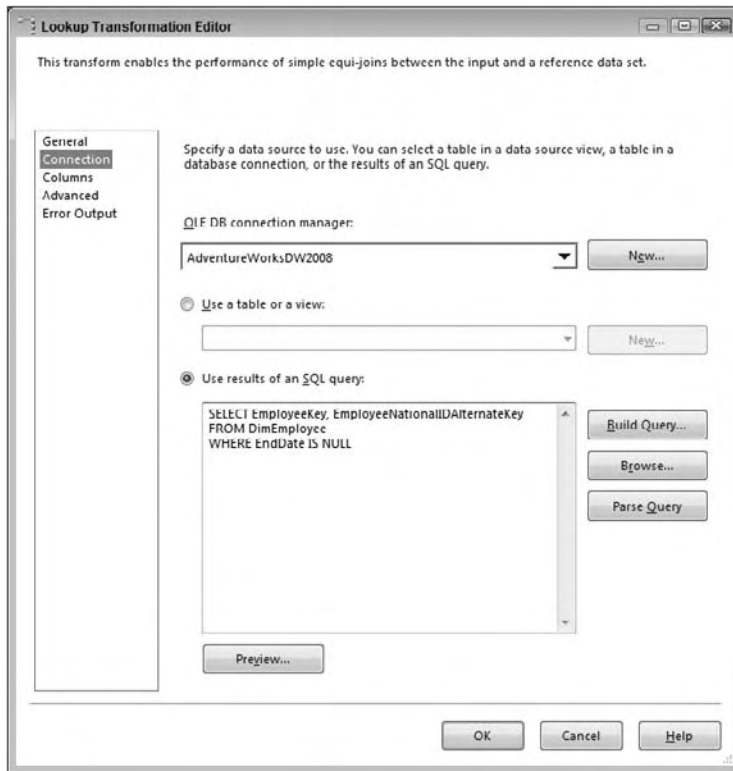 Lookup Transformation Editor
This transform enables the performance of simple equi-joins between the input and a reference data set.
General
Connection
Columns
Advanced
Error Output
Specify a data source to use. You can select a table in a data source view, a table in a
database connection, or the results of an SQL query.
OLE DB connection manager:
AdventureWorksDW2008
New...
Use a table or a view:
New...
Use results of an SQL query:
SELECT EmployeeKey, EmployeeNationalIDAlternateKey
FROM DimEmployee
WHERE EndDate IS NULL
Build Query...
Browse...
Parse Query
Preview...
OK
Cancel
Help